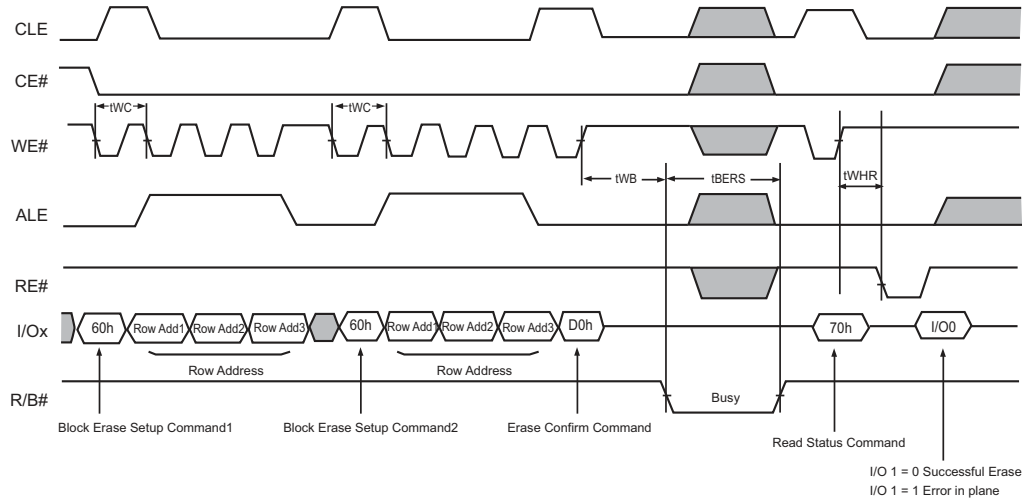 CLE
CE#
tWC
tWC
WE#
tWB
tBERS
tWHR
ALE
RE#
I/Ox
60h
Row Add1
Row Add2
Row Add3
60h
Row Add1
Row Add2
Row Add3
D0h
70h
I/O0
Row Address
Row Address
R/B#
Busy
Block Erase Setup Command1
Block Erase Setup Command2
Erase Confirm Command
Read Status Command
I/O 1 = 0 Successful Erase
I/O 1 = 1 Error in plane